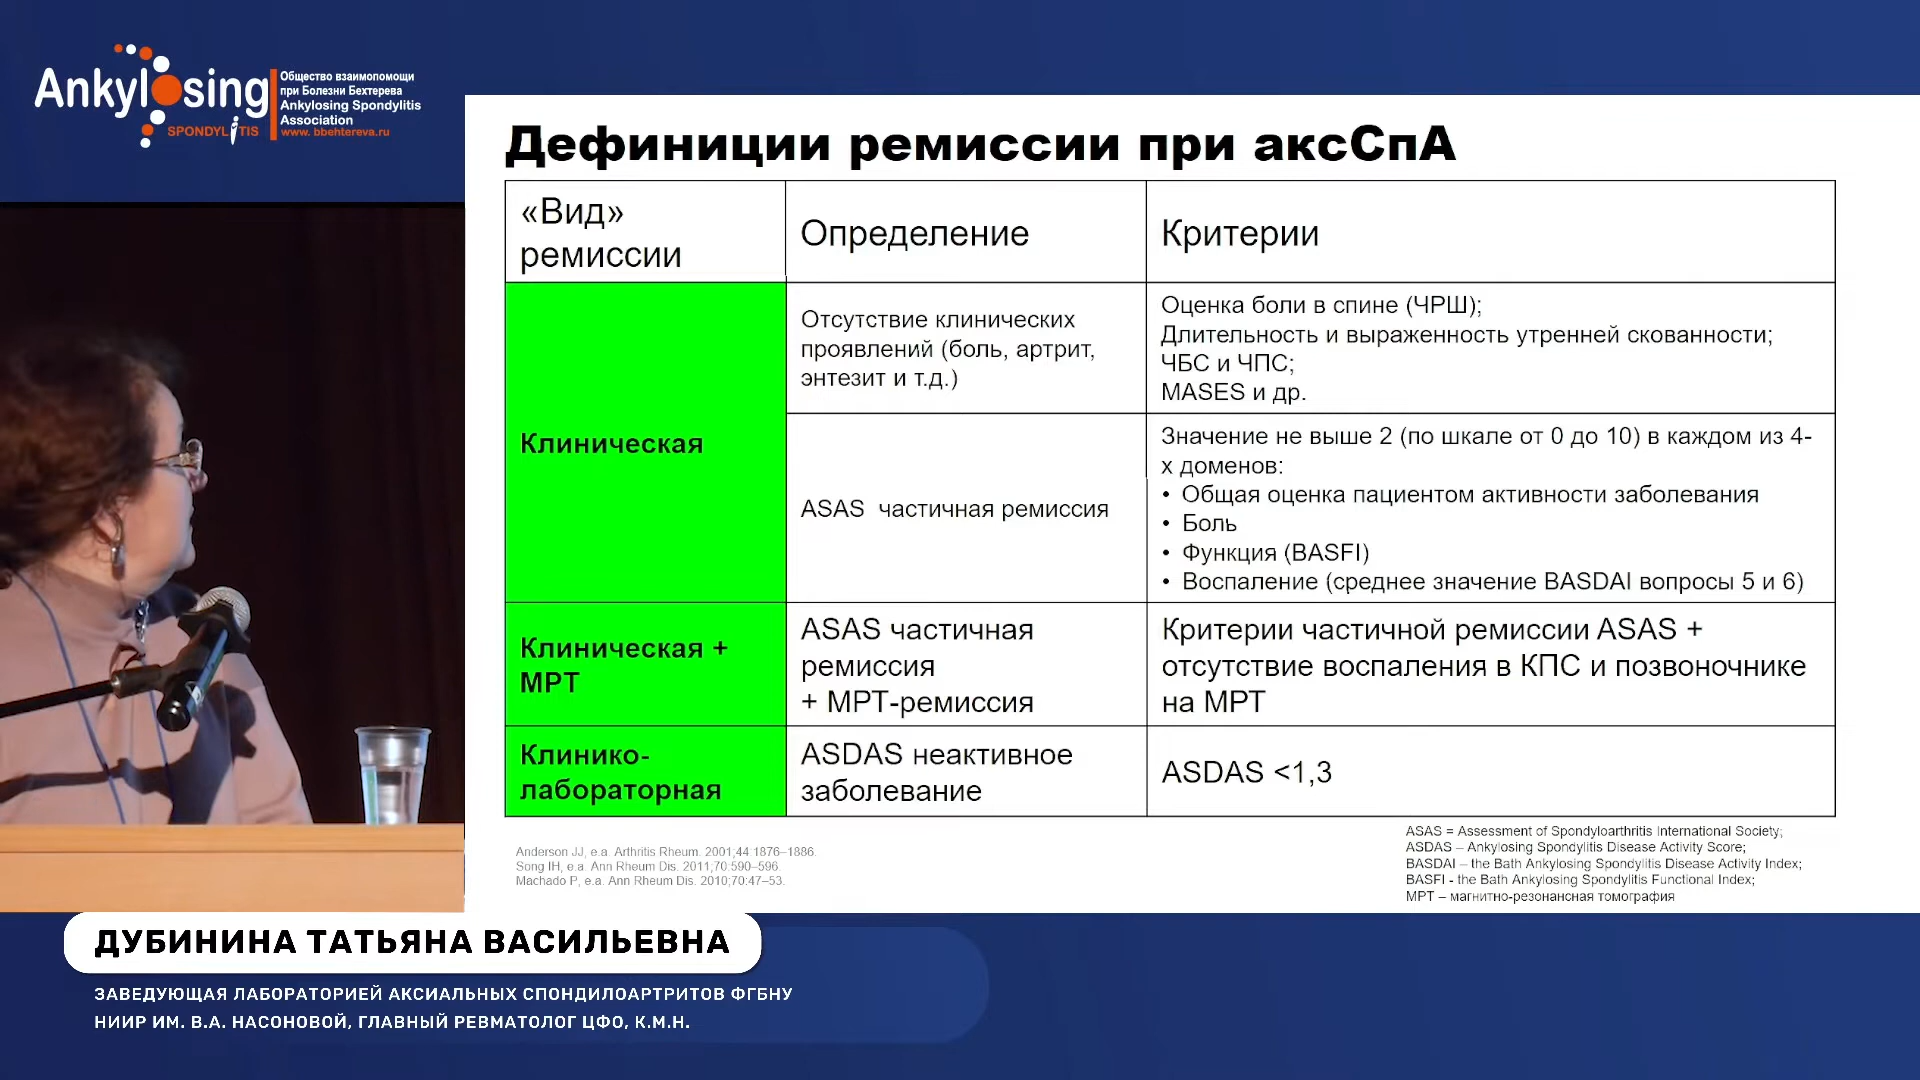 Ankylosing
SPONDYLITIS
Общество взаимопомощи
при Болезни Бехтерева
Ankylosing Spondylitis
Association
www. bbehtereva.ru
Дефиниции ремиссии при аксСпА
«Вид»
ремиссии
Определение
Критерии
Клиническая
Отсутствие клинических
проявлений (боль, артрит,
энтезит и т.д.)
Оценка боли в спине (ЧРШ);
Длительность и выраженность утренней скованности;
ЧБС и ЧПС;
MASES и др.
ASAS частичная ремиссия
Значение не выше 2 (по шкале от 0 до 10) в каждом из 4-
х доменов:
• Общая оценка пациентом активности заболевания
• Боль
• Функция (BASFI)
• Воспаление (среднее значение BASDAI вопросы 5 и 6)
Клиническая +
МРТ
ASAS частичная
ремиссия
+ МРТ-ремиссия
Критерии частичной ремиссии ASAS +
отсутствие воспаления в КПС и позвоночнике
на МРТ
Клинико-
лабораторная
ASDAS неактивное
заболевание
ASDAS <1,3
Anderson JJ, e.a. Arthritis Rheum. 2001;44:1876–1886.
Song IH, e.a. Ann Rheum Dis. 2011;70:590–596.
Machado P, e.a. Ann Rheum Dis. 2010;70:47–53.
ASAS = Assessment of Spondyloarthritis International Society;
ASDAS – Ankylosing Spondylitis Disease Activity Score;
BASDAI – the Bath Ankylosing Spondylitis Disease Activity Index;
BASFI - the Bath Ankylosing Spondylitis Functional Index;
МРТ – магнитно-резонансная томография
ДУБИНИНА ТАТЬЯНА ВАСИЛЬЕВНА
ЗАВЕДУЮЩАЯ ЛАБОРАТОРИЕЙ АКСИАЛЬНЫХ СПОНДИЛОАРТРИТОВ ФГБНУ
НИИР ИМ. В.А. НАСОНОВОЙ, ГЛАВНЫЙ РЕВМАТОЛОГ ЦФО, К.М.Н.